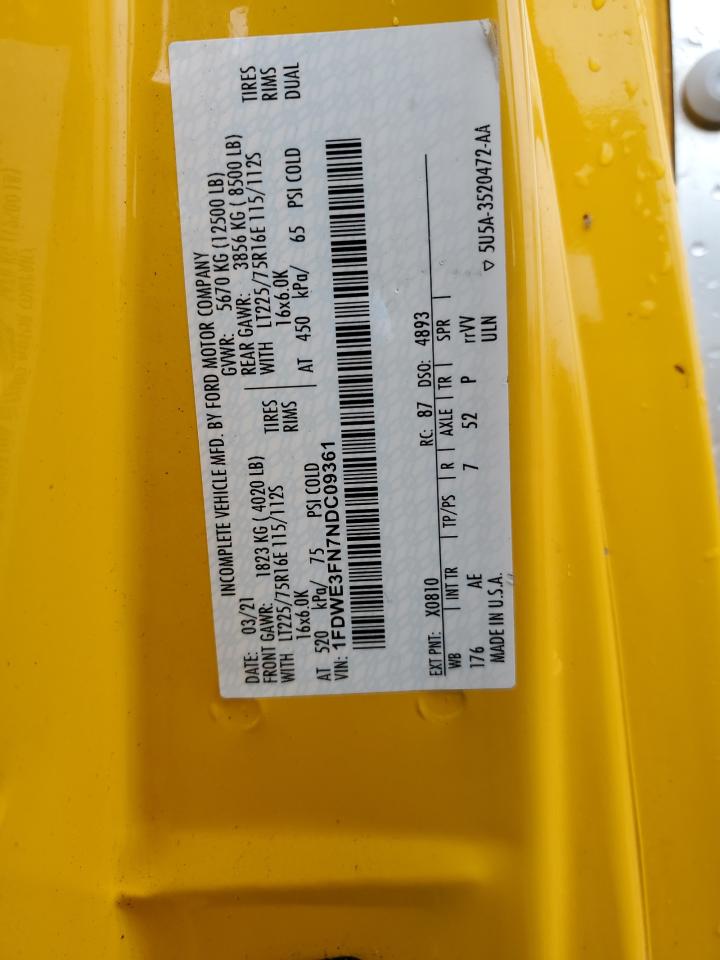 INCOMPLETE VEHICLE MFD. BY FORD MOTOR COMPANY
DATE: 03/21 GVWR: 5670 KG (12500 LB)
FRONT GAWR: 1823 KG ( 4020 LB) REAR GAWR: 3856 KG ( 8500 LB)
WITH LT225/75R16E 115/112S TIRES WITH LT225/75R16E 115/112S TIRES
16x6.0K RIMS 16x6.0K RIMS
AT 520 kPa/ 75 PSI COLD AT 450 kPa/ 65 PSI COLD DUAL
VIN: 1FDWE3FN7NDC09361
EXT PNT: X0810 RC: 87 DSO: 4893
WB INT TR TP/PS R AXLE TR SPR
176 AE 7 52 P rrVV
MADE IN U.S.A. ULN
▽ 5U5A-3520472-AA